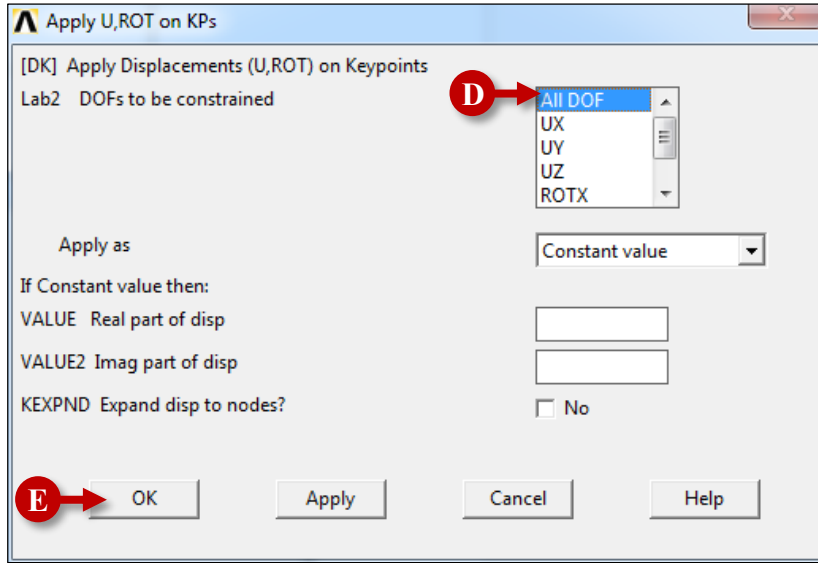 Apply U,ROT on KPs
[DK] Apply Displacements (U,ROT) on Keypoints
Lab2 DOFs to be constrained
D
All DOF
UX
UY
UZ
ROTX
Apply as
Constant value
If Constant value then:
VALUE Real part of disp
VALUE2 Imag part of disp
KEXPND Expand disp to nodes?
No
E
OK Apply Cancel Help